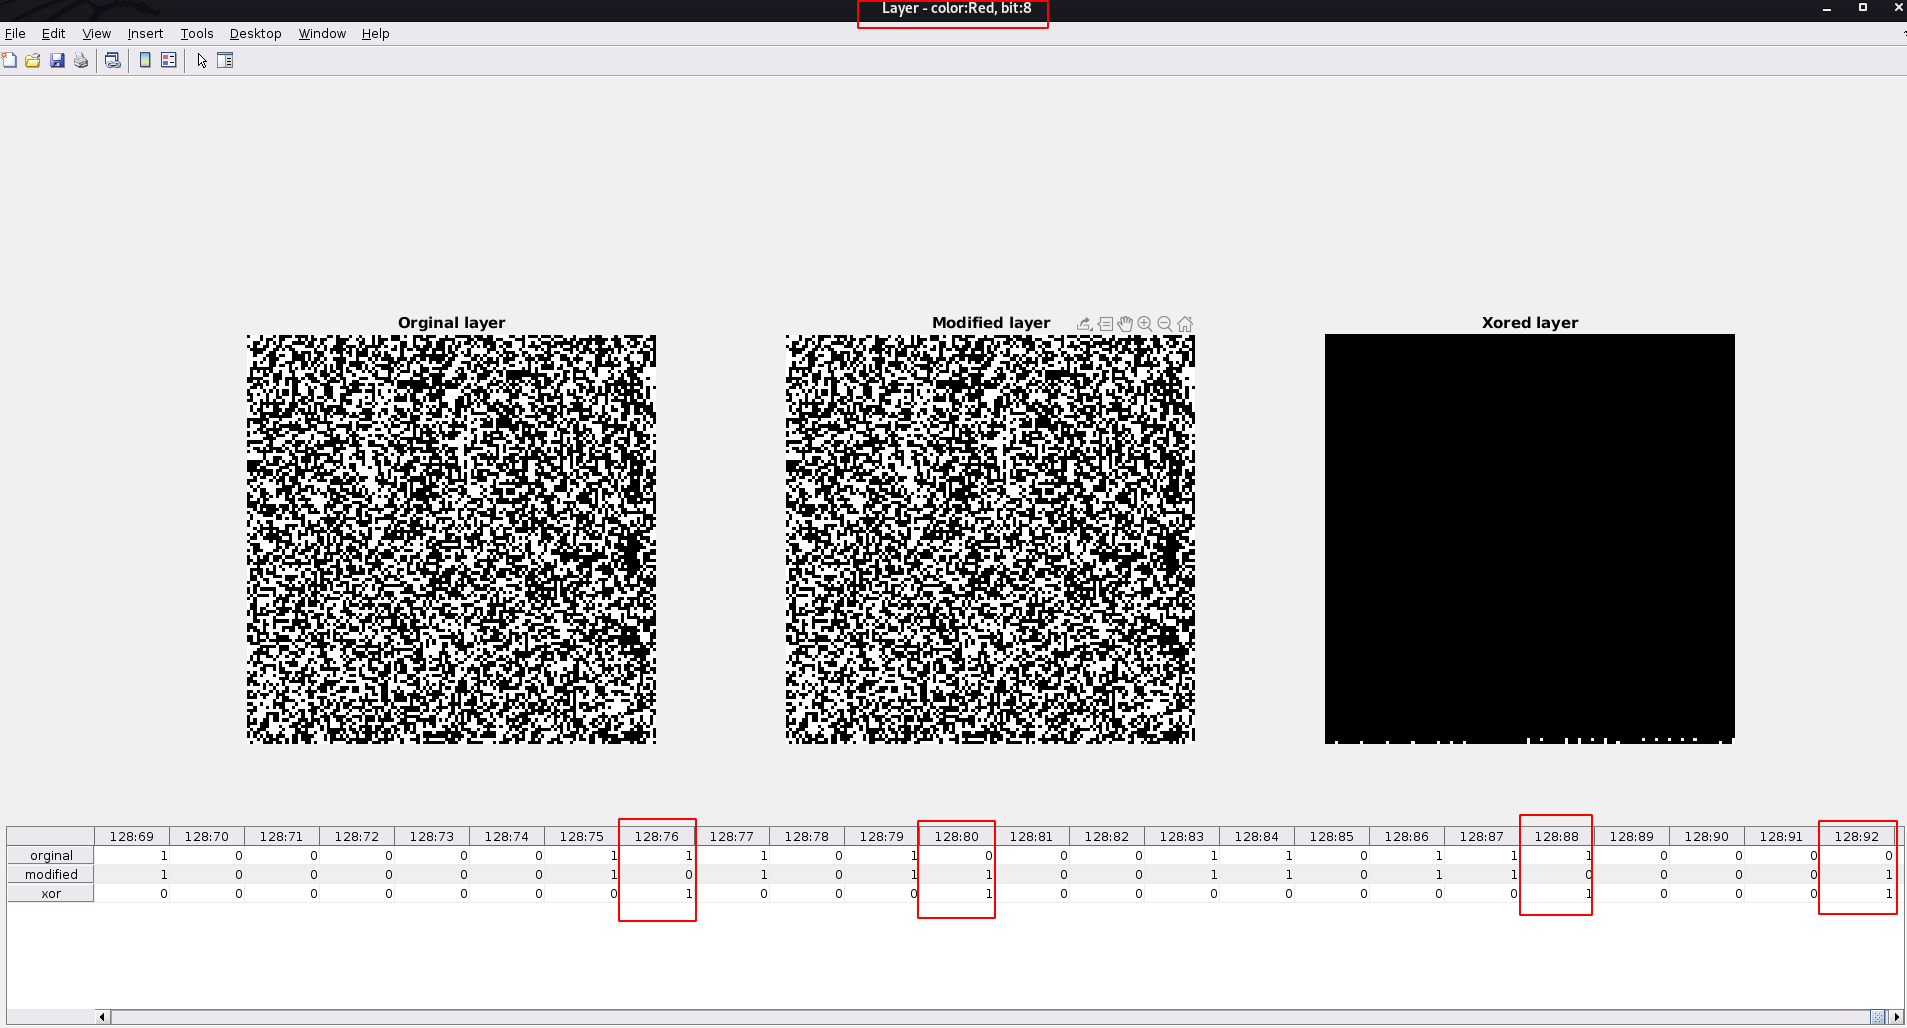 Layer - color:Red, bit:8
File Edit View Insert Tools Desktop Window Help
Orginal layer Modified layer Xored layer
128:69 128:70 128:71 128:72 128:73 128:74 128:75 128:76 128:77 128:78 128:79 128:80 128:81 128:82 128:83 128:84 128:85 128:86 128:87 128:88 128:89 128:90 128:91 128:92
orginal 1 0 0 0 0 0 1 1 1 0 1 0 0 0 1 1 0 1 1 1 0 0 0 0
modified 1 0 0 0 0 0 1 0 1 0 1 1 0 0 1 1 0 1 1 0 0 0 0 1
xor 0 0 0 0 0 0 0 1 0 0 0 1 0 0 0 0 0 0 0 1 0 0 0 1